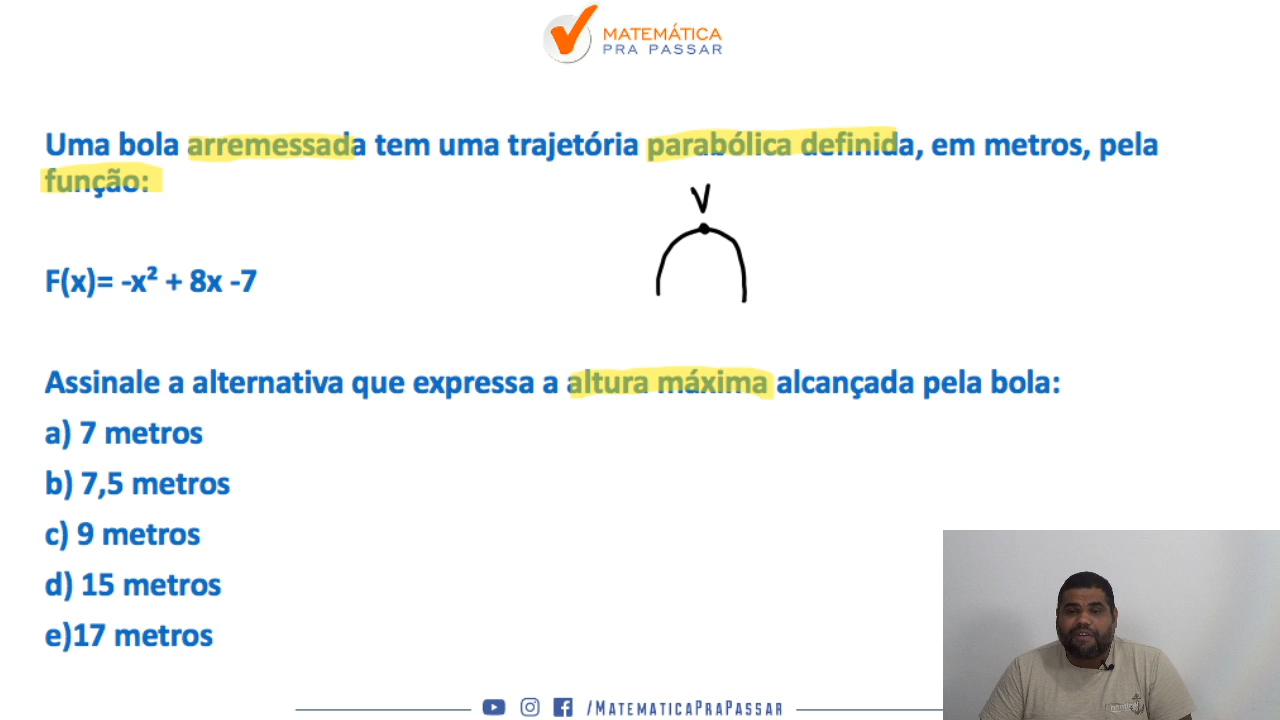 MATEMÁTICA
PRA PASSAR
Uma bola arremessada tem uma trajetória parabólica definida, em metros, pela
função:
V
F(x)= -x² + 8x -7
Assinale a alternativa que expressa a altura máxima alcançada pela bola:
a) 7 metros
b) 7,5 metros
c) 9 metros
d) 15 metros
e)17 metros
/MATEMATICAPRAPASSAR